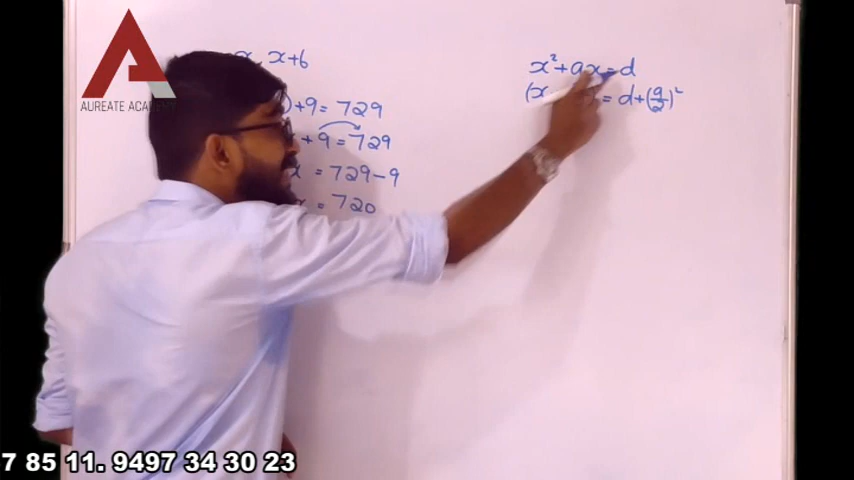 AUREATE ACADEMY
x, x+6
)+9=729
+9=729
x = 729-9
x = 720
x²+ax=d
(x ) = d+(a/2)²
7 85 11. 9497 34 30 23